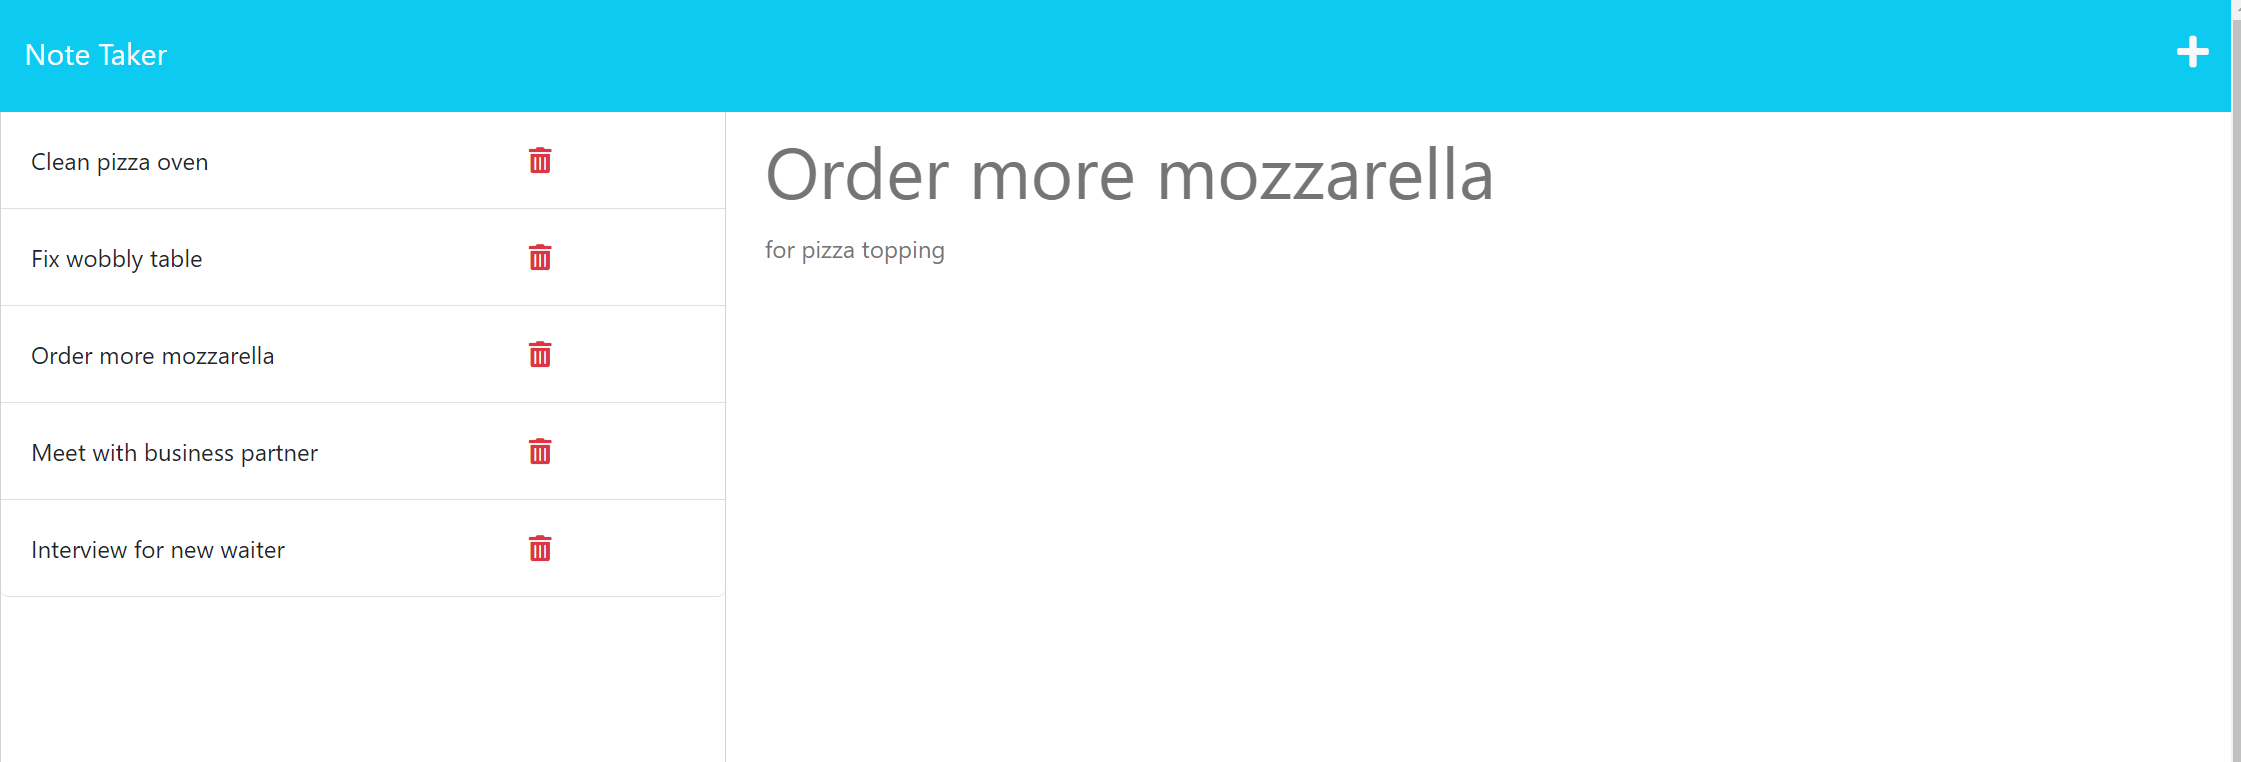 Note Taker
Clean pizza oven
Fix wobbly table
Order more mozzarella
Meet with business partner
Interview for new waiter
Order more mozzarella
for pizza topping